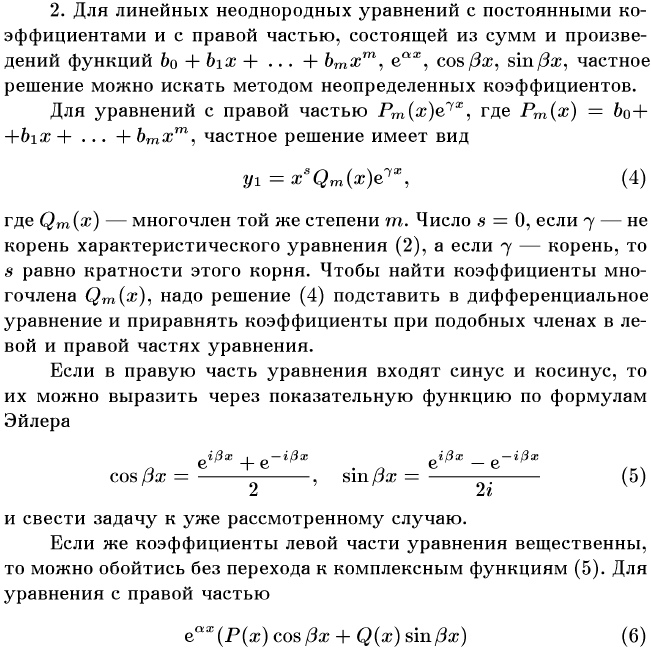 2. Для линейных неоднородных уравнений с постоянными ко-
эффициентами и с правой частью, состоящей из сумм и произве-
дений функций b₀ + b₁x + ... + bₘxᵐ, e^{αx}, cos βx, sin βx, частное
решение можно искать методом неопределенных коэффициентов.
Для уравнений с правой частью Pₘ(x)e^{γx}, где Pₘ(x) = b₀+
+b₁x + ... + bₘxᵐ, частное решение имеет вид
y₁ = x^s Qₘ(x)e^{γx}, (4)
где Qₘ(x) — многочлен той же степени m. Число s = 0, если γ — не
корень характеристического уравнения (2), а если γ — корень, то
s равно кратности этого корня. Чтобы найти коэффициенты мно-
гочлена Qₘ(x), надо решение (4) подставить в дифференциальное
уравнение и приравнять коэффициенты при подобных членах в ле-
вой и правой частях уравнения.
Если в правую часть уравнения входят синус и косинус, то
их можно выразить через показательную функцию по формулам
Эйлера
cos βx = (e^{iβx} + e^{-iβx})/2, sin βx = (e^{iβx} − e^{-iβx})/2i (5)
и свести задачу к уже рассмотренному случаю.
Если же коэффициенты левой части уравнения вещественны,
то можно обойтись без перехода к комплексным функциям (5). Для
уравнения с правой частью
e^{αx}(P(x) cos βx + Q(x) sin βx) (6)